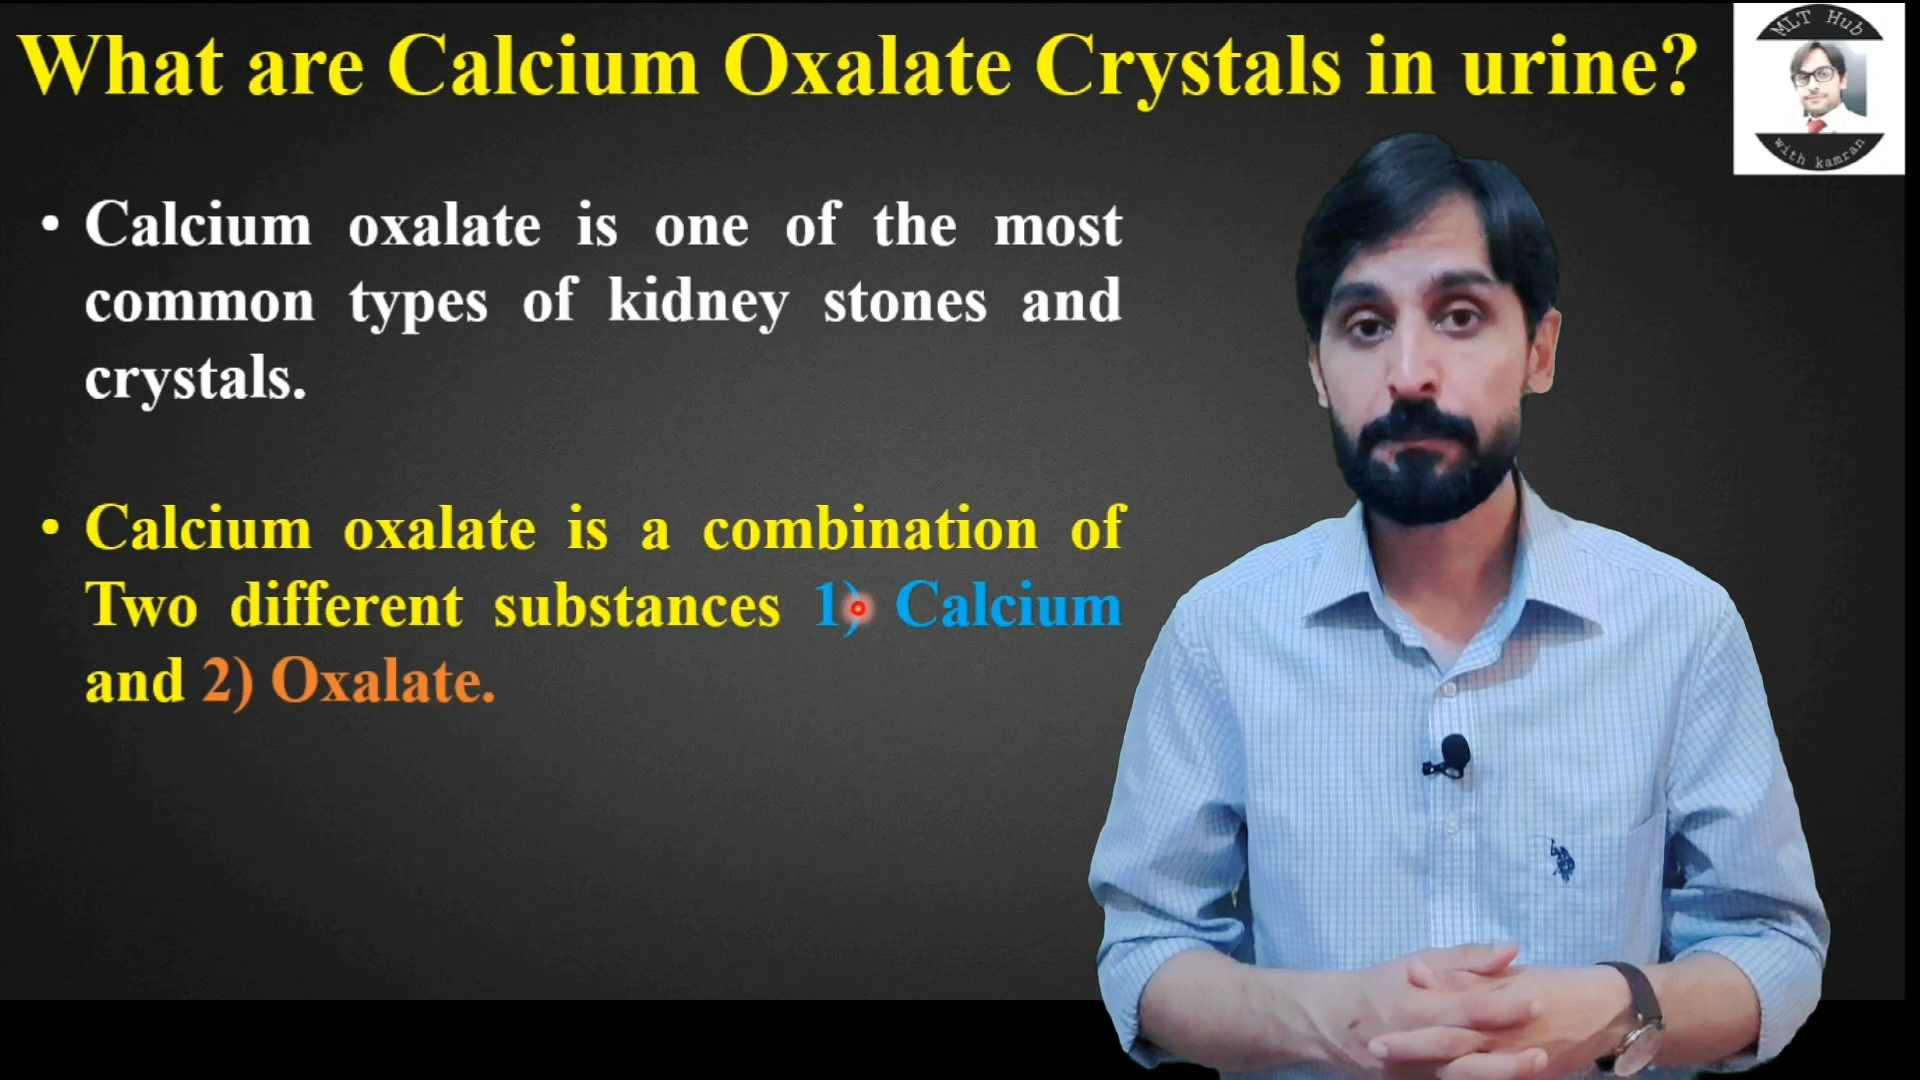 What are Calcium Oxalate Crystals in urine?
MLT Hub
with kamran
• Calcium oxalate is one of the most
common types of kidney stones and
crystals.
• Calcium oxalate is a combination of
Two different substances 1) Calcium
and 2) Oxalate.